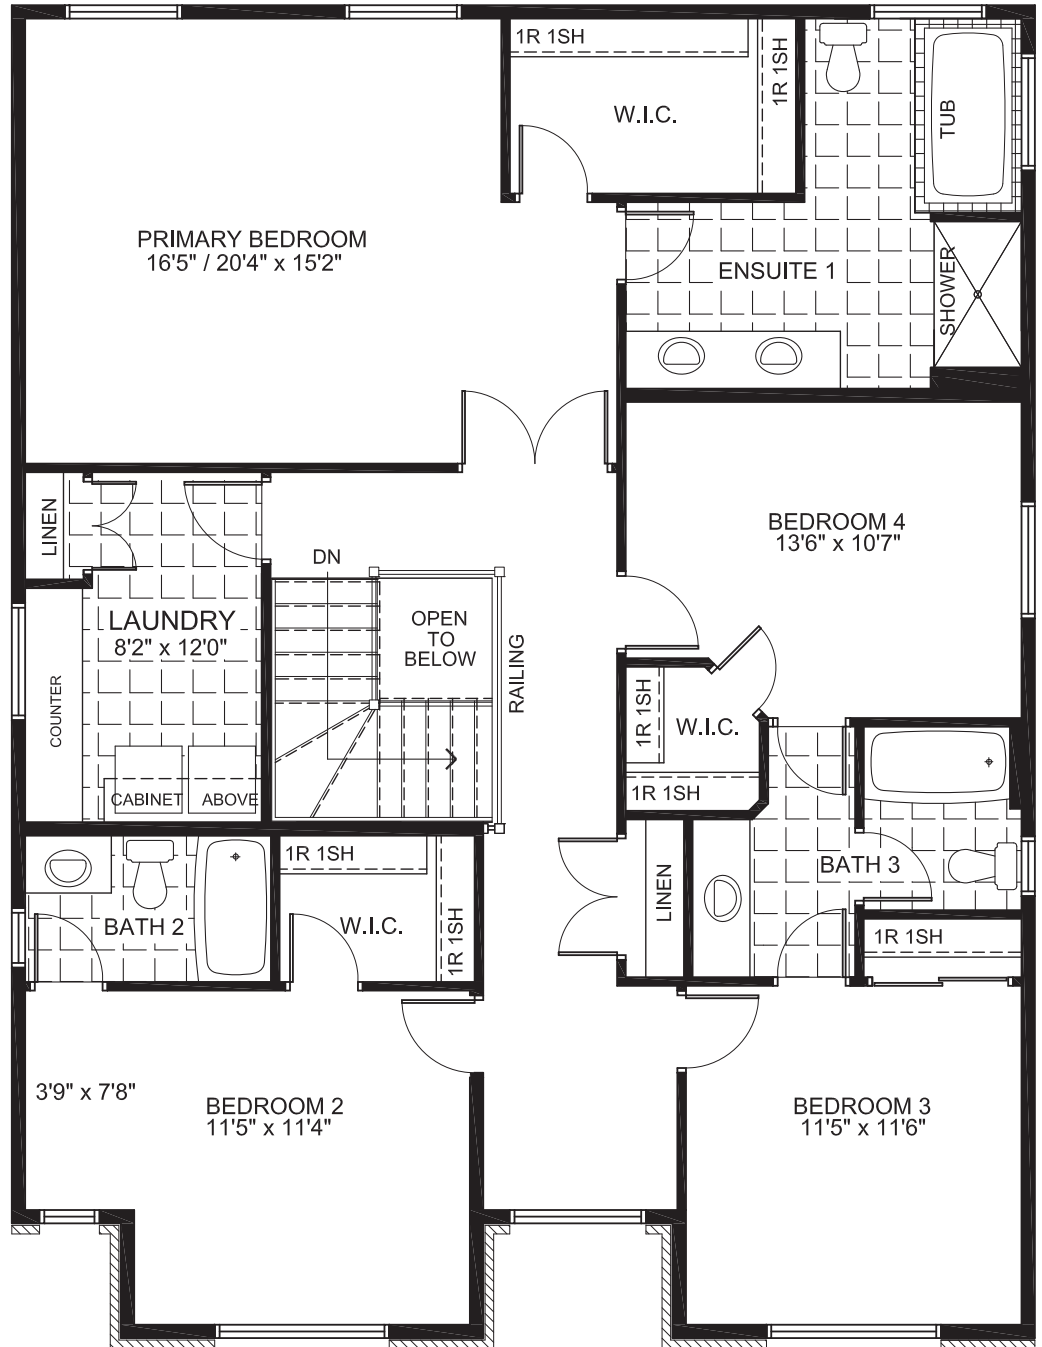 1R 1SH
1R 1SH
W.I.C.
TUB
PRIMARY BEDROOM
16'5" / 20'4" x 15'2"
ENSUITE 1
SHOWER
LINEN
BEDROOM 4
13'6" x 10'7"
DN
LAUNDRY
8'2" x 12'0"
OPEN
TO
BELOW
RAILING
COUNTER
1R 1SH
W.I.C.
1R 1SH
CABINET ABOVE
1R 1SH
BATH 2
W.I.C.
1R 1SH
LINEN
BATH 3
1R 1SH
3'9" x 7'8"
BEDROOM 2
11'5" x 11'4"
BEDROOM 3
11'5" x 11'6"